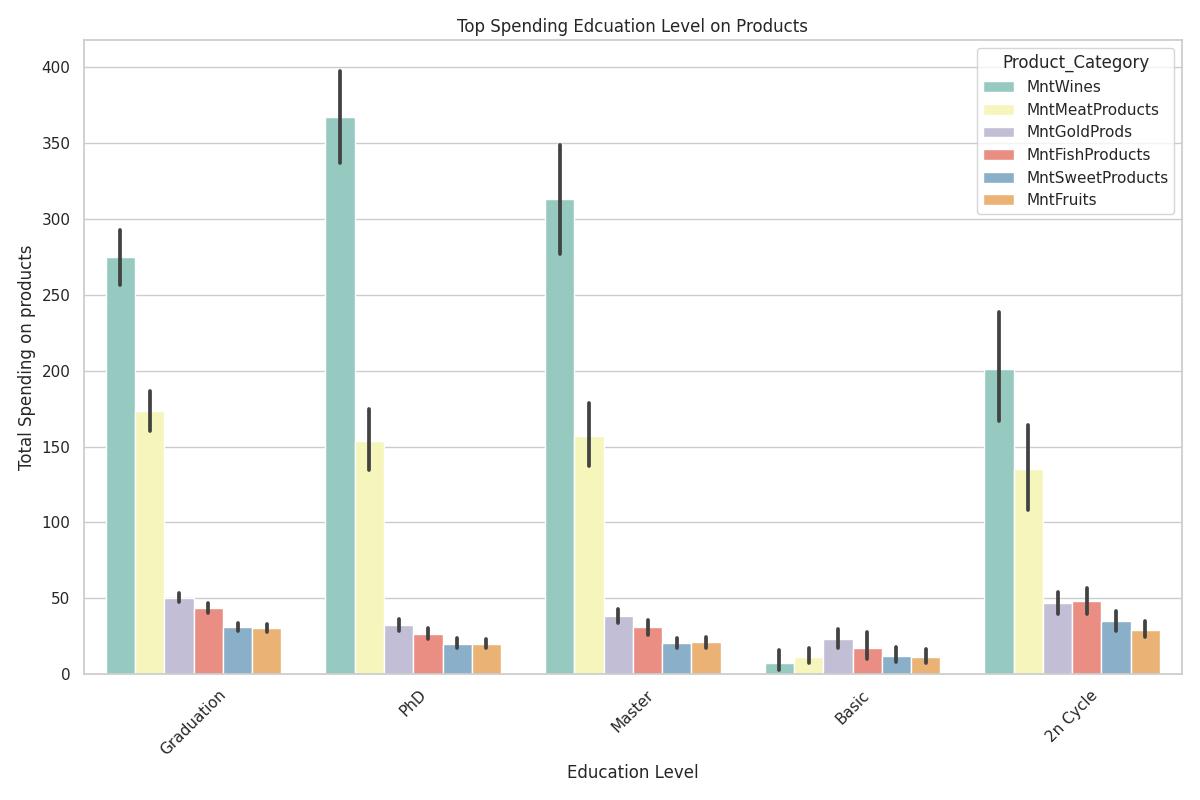 Top Spending Edcuation Level on Products
Product_Category
MntWines
MntMeatProducts
MntGoldProds
MntFishProducts
MntSweetProducts
MntFruits
Total Spending on products
400
350
300
250
200
150
100
50
0
Graduation
PhD
Master
Basic
2n Cycle
Education Level